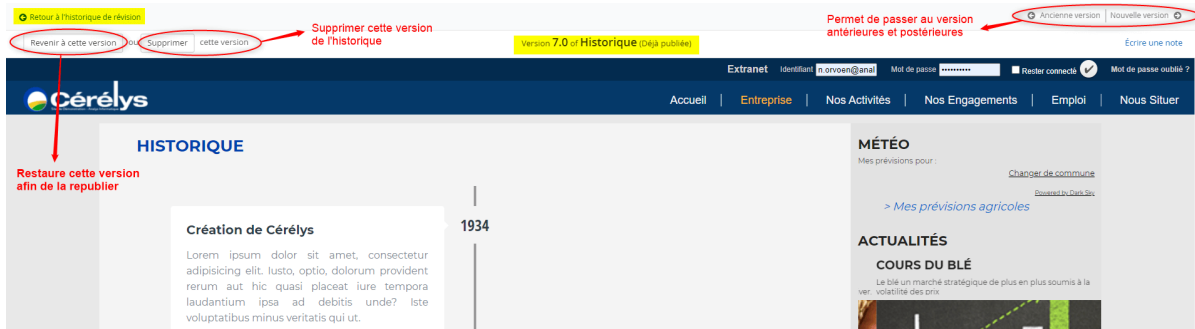 Retour à l'historique de révision
Supprimer cette version
de l'historique
Permet de passer au version
antérieures et postérieures
Ancienne version | Nouvelle version
Revenir à cette version ou Supprimer cette version
Version 7.0 of Historique (Déjà publiée)
Écrire une note
Extranet Identifiant n.orvoen@anal Mot de passe •••••••••• Rester connecté Mot de passe oublié ?
Cérélys
Accueil | Entreprise | Nos Activités | Nos Engagements | Emploi | Nous Situer
HISTORIQUE
Restaure cette version
afin de la republier
1934
Création de Cérélys
Lorem ipsum dolor sit amet, consectetur
adipisicing elit. Iusto, optio, dolorum provident
rerum aut hic quasi placeat iure tempora
laudantium ipsa ad debitis unde? Iste
voluptatibus minus veritatis qui ut.
MÉTÉO
Mes prévisions pour :
Changer de commune
Powered by Dark Sky
> Mes prévisions agricoles
ACTUALITÉS
COURS DU BLÉ
Le blé un marché stratégique de plus en plus soumis à la
ver. volatilité des prix